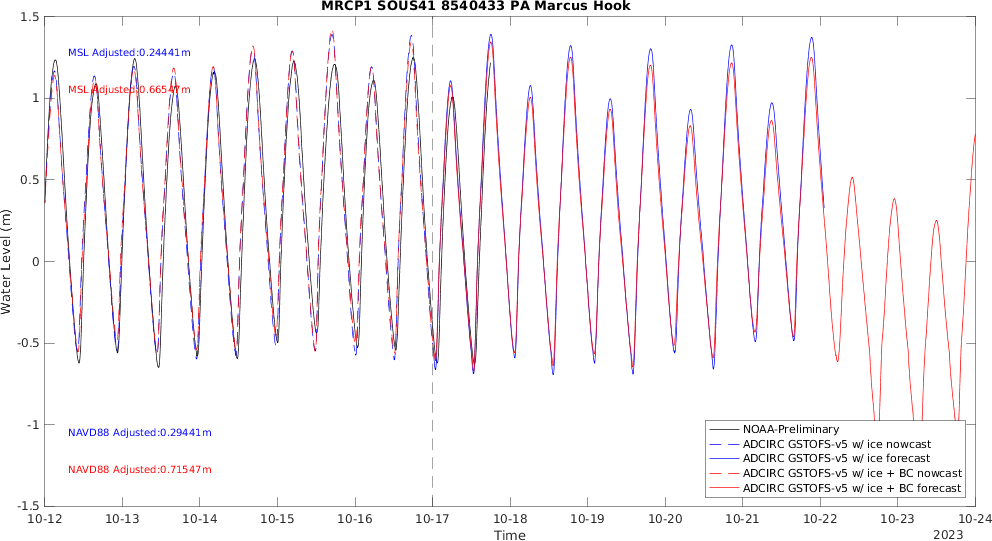 MRCP1 SOUS41 8540433 PA Marcus Hook
1.5
1
0.5
0
-0.5
-1
-1.5
Water Level (m)
MSL Adjusted:0.24441m
MSL Adjusted:0.66547m
NAVD88 Adjusted:0.29441m
NAVD88 Adjusted:0.71547m
NOAA-Preliminary
ADCIRC GSTOFS-v5 w/ ice nowcast
ADCIRC GSTOFS-v5 w/ ice forecast
ADCIRC GSTOFS-v5 w/ ice + BC nowcast
ADCIRC GSTOFS-v5 w/ ice + BC forecast
10-12 10-13 10-14 10-15 10-16 10-17 10-18 10-19 10-20 10-21 10-22 10-23 10-24
Time
2023